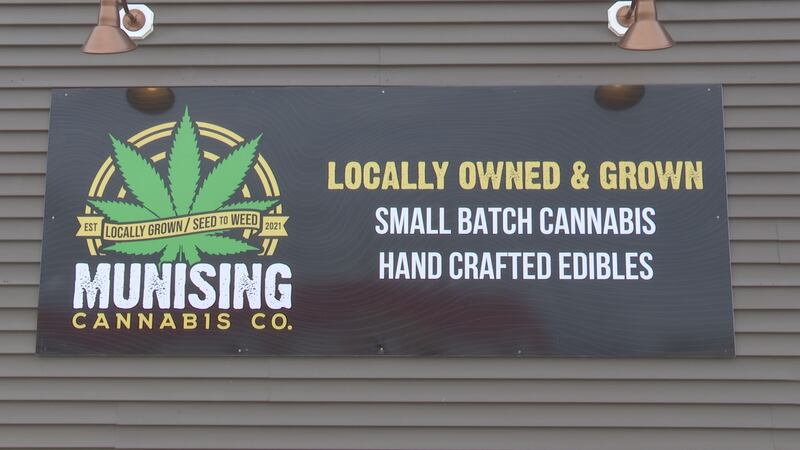 EST
LOCALLY GROWN / SEED TO WEED
2021
MUNISING
CANNABIS CO.
LOCALLY OWNED & GROWN
SMALL BATCH CANNABIS
HAND CRAFTED EDIBLES